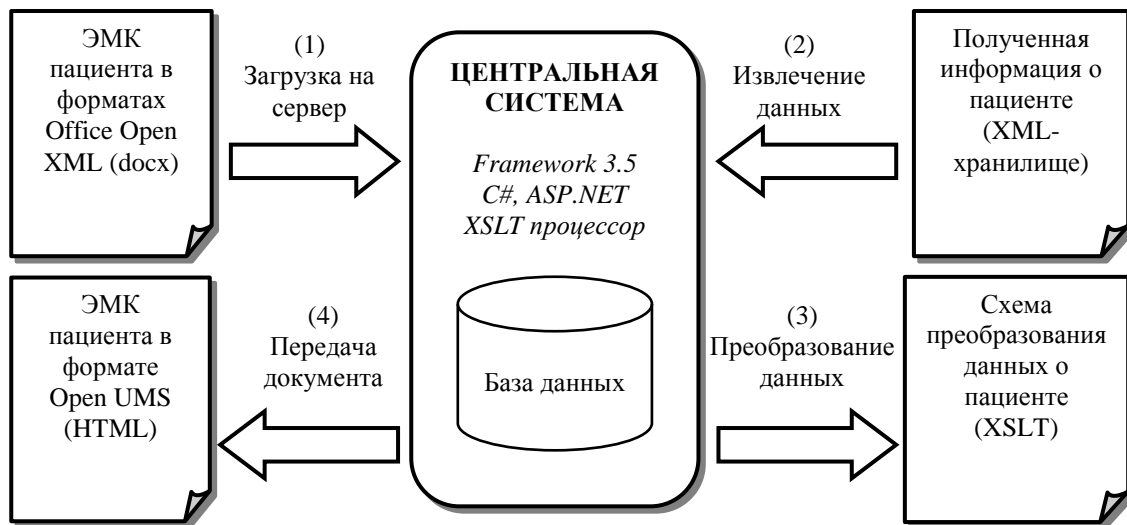 ЭМК
пациента в
форматах
Office Open
XML (docx)
(1)
Загрузка на
сервер
ЦЕНТРАЛЬНАЯ
СИСТЕМА
Framework 3.5
C#, ASP.NET
XSLT процессор
База данных
(2)
Извлечение
данных
Полученная
информация о
пациенте
(XML-
хранилище)
ЭМК
пациента в
формате
Open UMS
(HTML)
(4)
Передача
документа
(3)
Преобразование
данных
Схема
преобразования
данных о
пациенте
(XSLT)